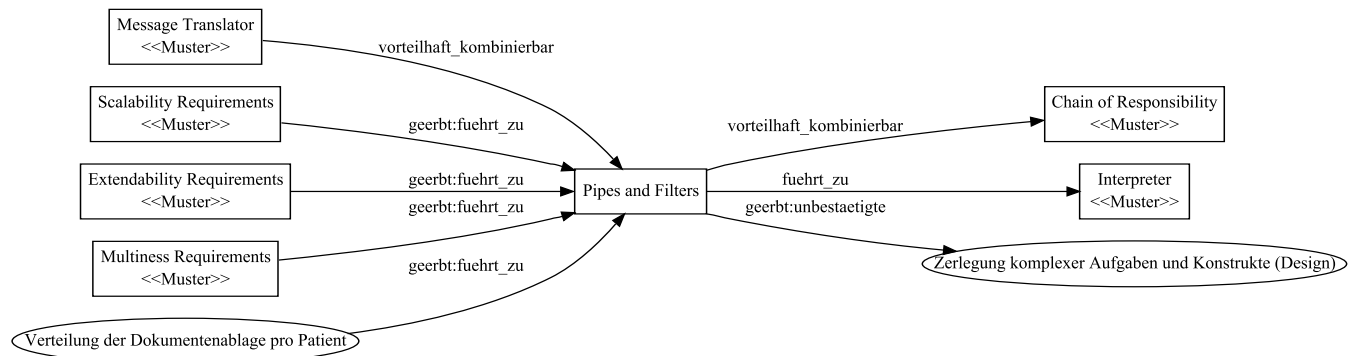 Message Translator
<<Muster>>
vorteilhaft_kombinierbar
Scalability Requirements
<<Muster>>
geerbt:fuehrt_zu
Extendability Requirements
<<Muster>>
geerbt:fuehrt_zu
geerbt:fuehrt_zu
Multiness Requirements
<<Muster>>
geerbt:fuehrt_zu
Verteilung der Dokumentenablage pro Patient
Pipes and Filters
vorteilhaft_kombinierbar
Chain of Responsibility
<<Muster>>
fuehrt_zu
Interpreter
<<Muster>>
geerbt:unbestaetigte
Zerlegung komplexer Aufgaben und Konstrukte (Design)